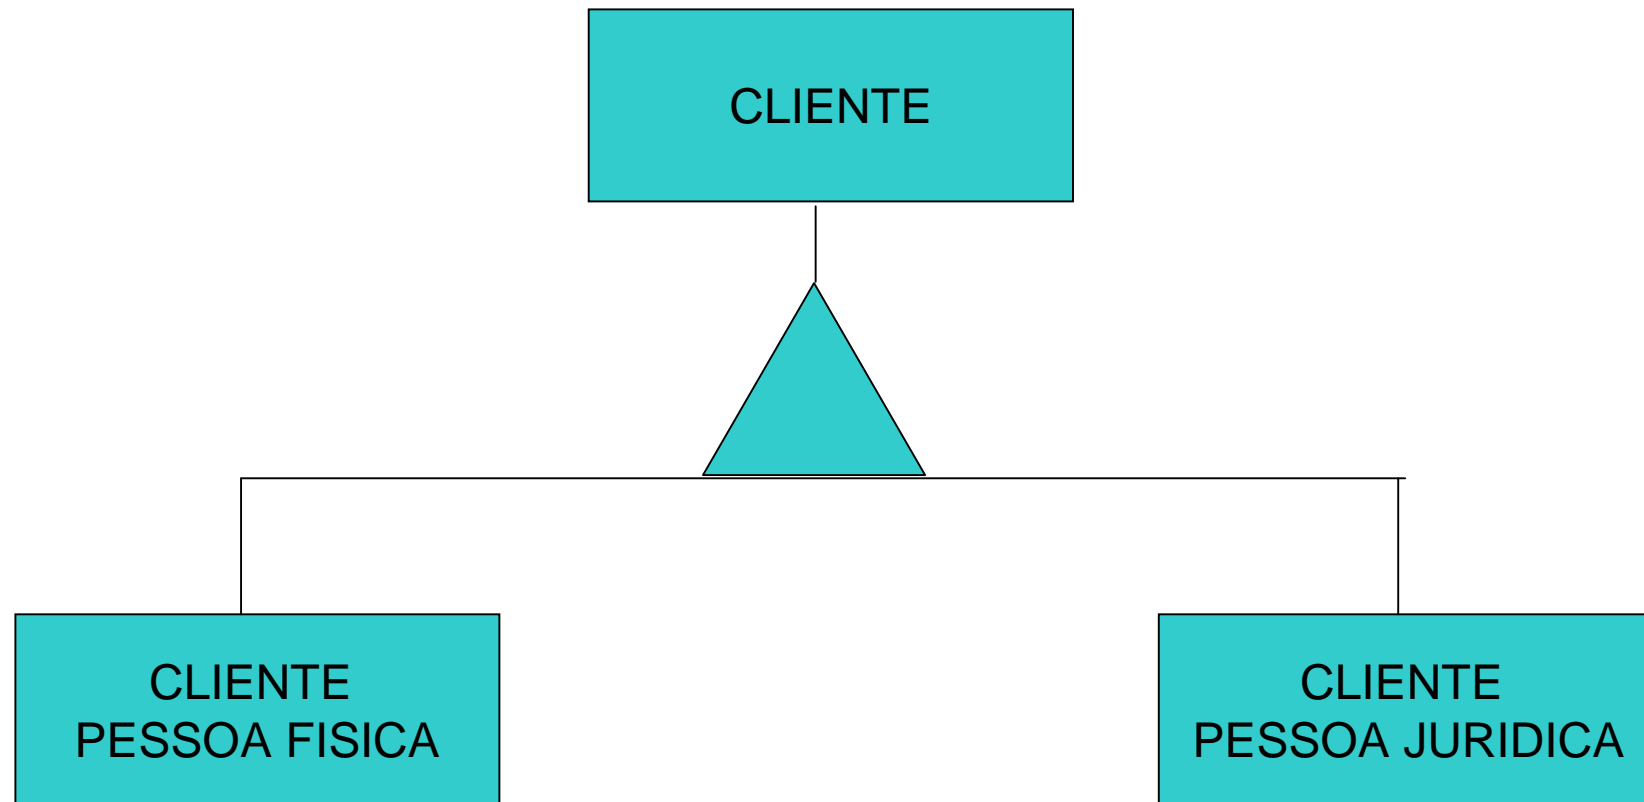 CLIENTE
CLIENTE
PESSOA FISICA
CLIENTE
PESSOA JURIDICA